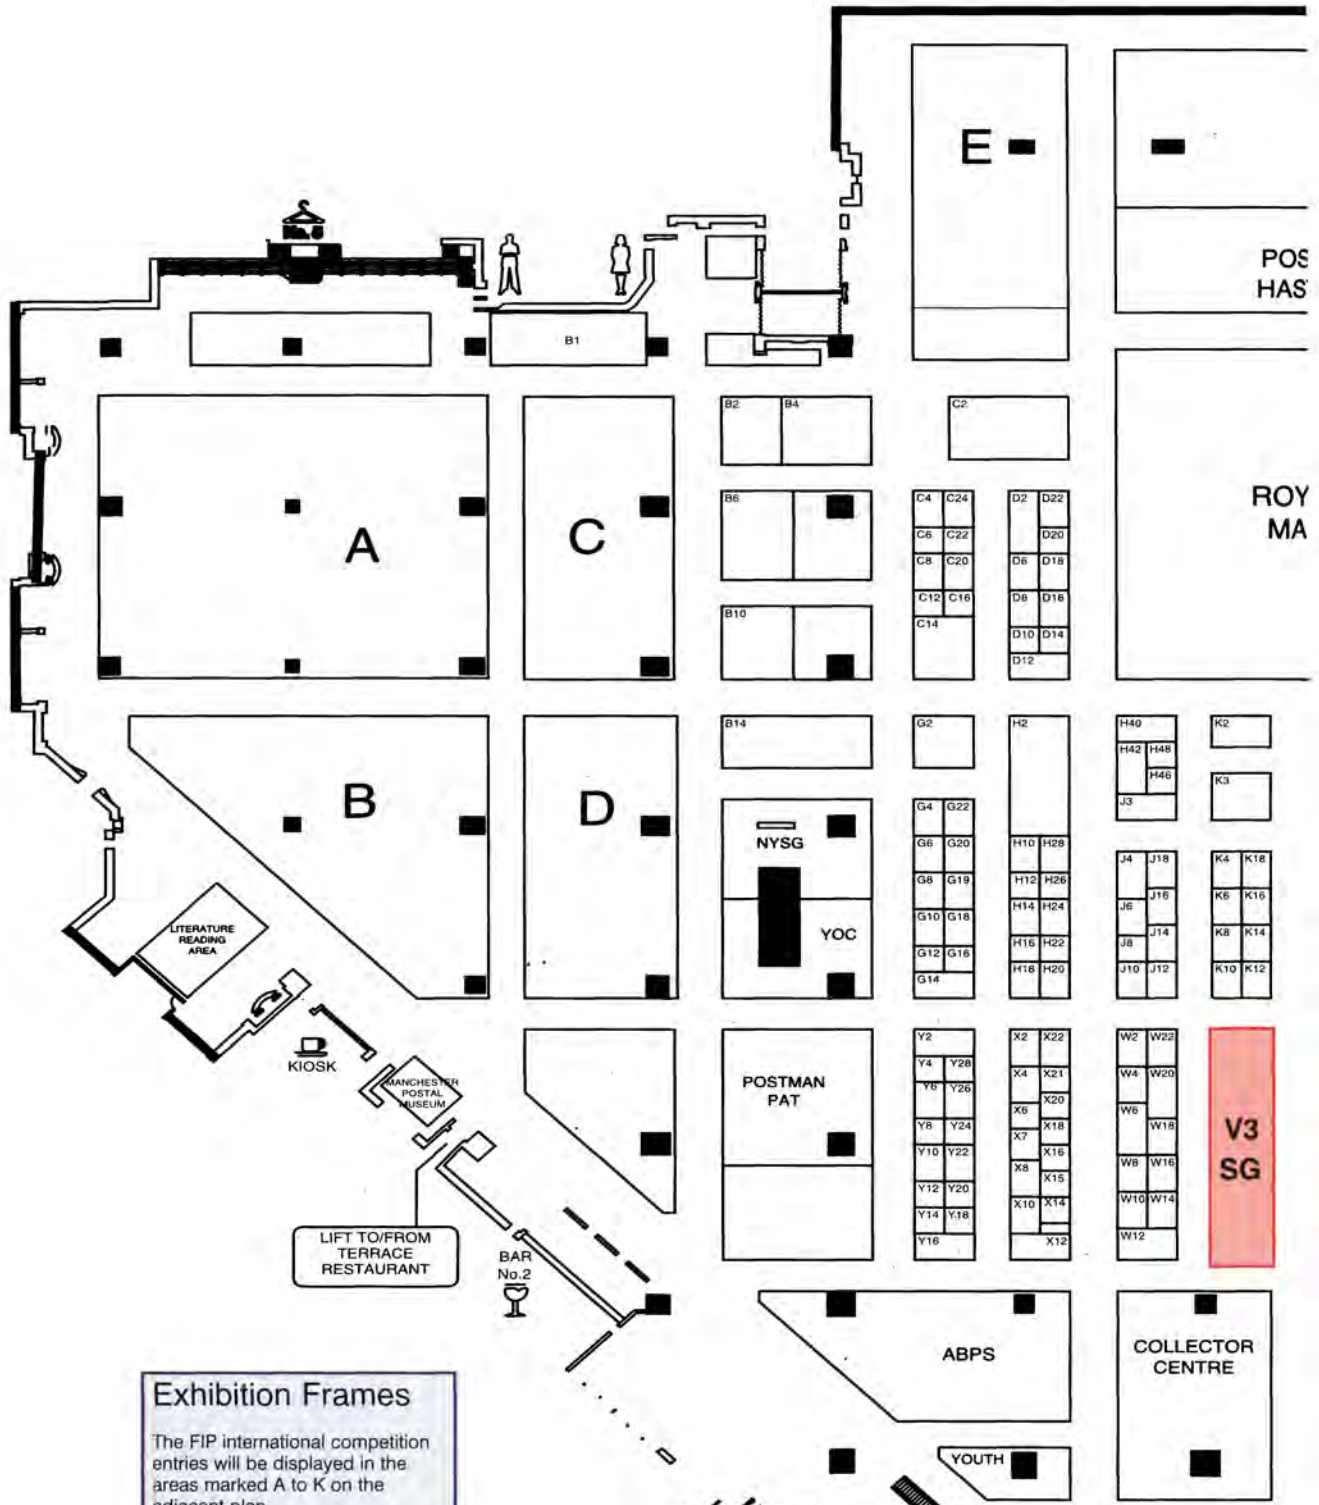 E
No. 5
POS
HAS
B1
B2 B4
C2
A
C
B6
C4 C24
D2 D22
ROY
MA
C6 C22
D20
C8 C20
D6 D18
B10
C12 C16
D8 D16
C14
D10 D14
D12
B
D
B14
G2
H2
H40
K2
H42 H48
H46
K3
J3
NYSG
G4 G22
G6 G20
H10 H28
J4 J18
K4 K18
G8 G19
H12 H26
J6 J16
K6 K16
G10 G18
H14 H24
LITERATURE
READING
AREA
YOC
J14
K8 K14
G12 G16
H16 H22
J8
G14
H18 H20
J10 J12
K10 K12
KIOSK
MANCHESTER
POSTAL
MUSEUM
POSTMAN
PAT
Y2
X2 X22
W2 W22
Y4 Y28
X4 X21
W4 W20
Y6 Y26
X20
X6
W6
Y8 Y24
X18
W18
X7
V3
SG
Y10 Y22
X16
X8
W8 W16
X15
Y12 Y20
X10 X14
W10 W14
Y14 Y18
Y16
X12
W12
LIFT TO/FROM
TERRACE
RESTAURANT
BAR
No.2
ABPS
COLLECTOR
CENTRE
YOUTH
Exhibition Frames
The FIP international competition
entries will be displayed in the
areas marked A to K on the
adjacent plan